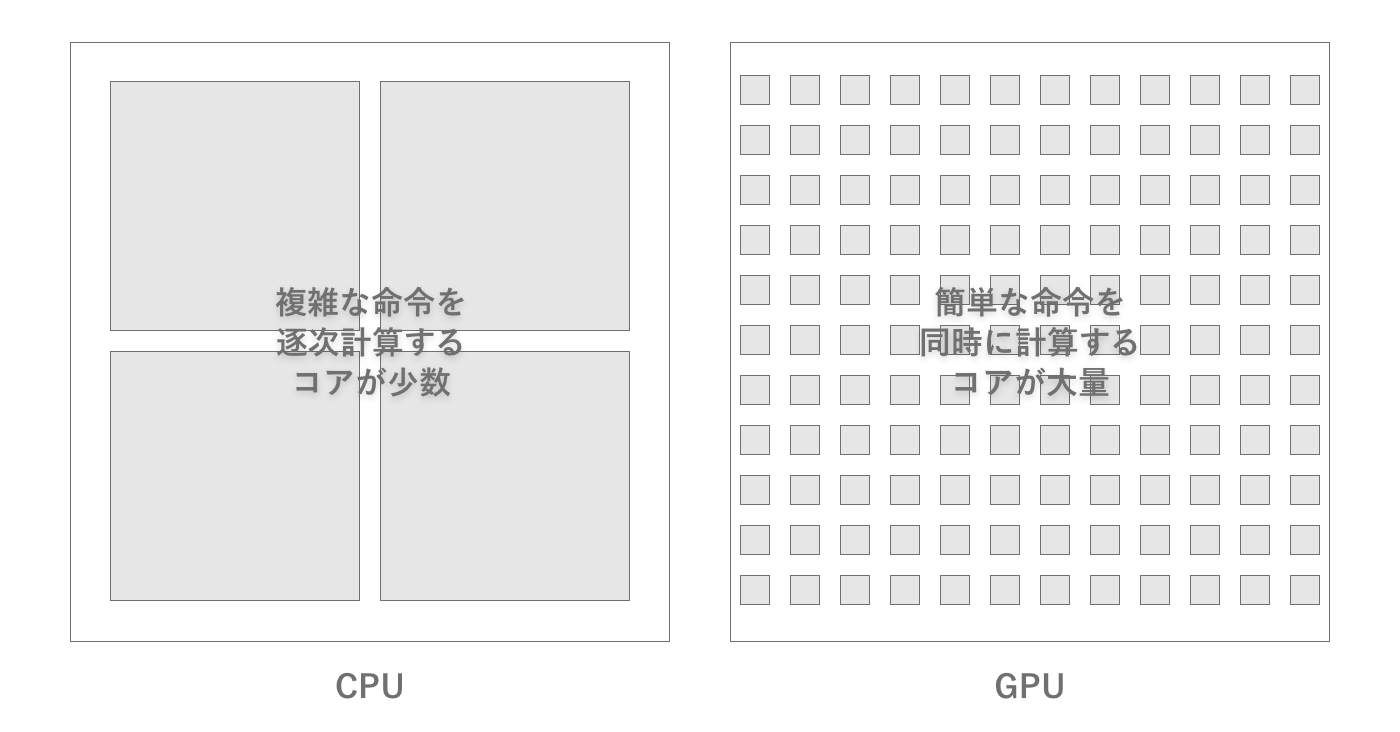 複雑な命令を
逐次計算する
コアが少数
簡単な命令を
同時に計算する
コアが大量
CPU
GPU